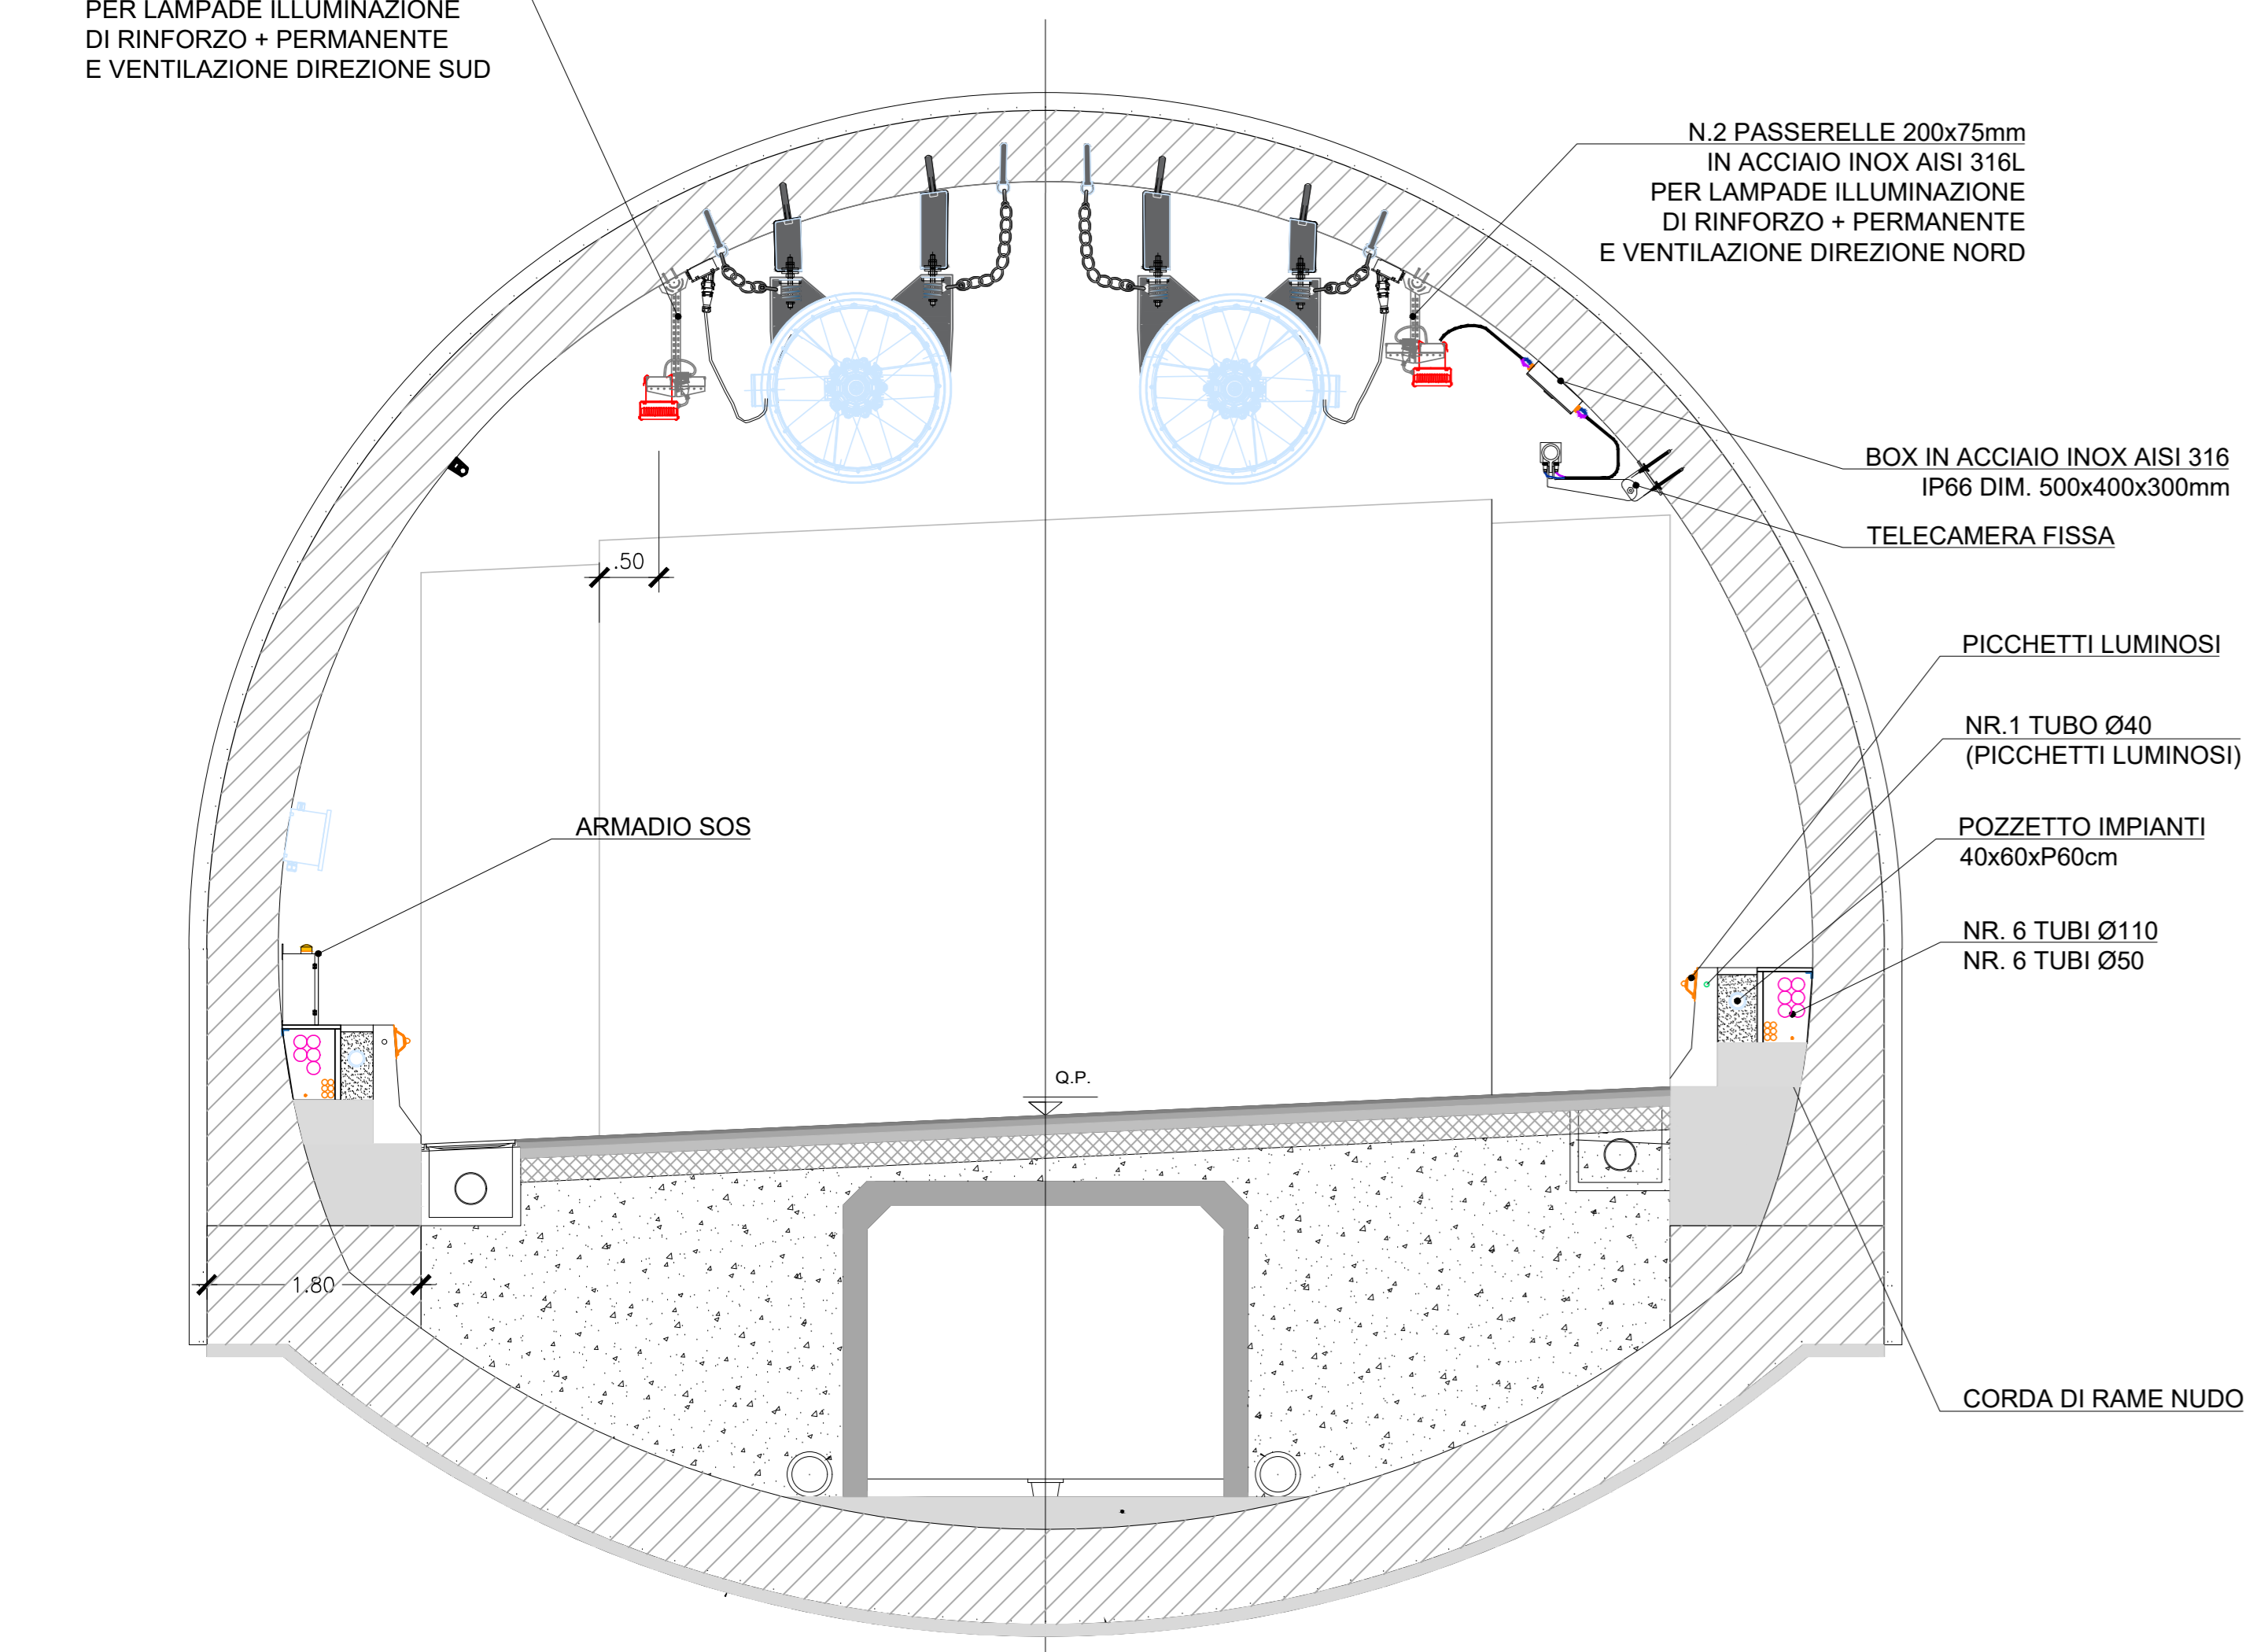 PER LAMPADE ILLUMINAZIONE
DI RINFORZO + PERMANENTE
E VENTILAZIONE DIREZIONE SUD
N.2 PASSERELLE 200x75mm
IN ACCIAIO INOX AISI 316L
PER LAMPADE ILLUMINAZIONE
DI RINFORZO + PERMANENTE
E VENTILAZIONE DIREZIONE NORD
BOX IN ACCIAIO INOX AISI 316
IP66 DIM. 500x400x300mm
TELECAMERA FISSA
.50
PICCHETTI LUMINOSI
NR.1 TUBO Ø40
(PICCHETTI LUMINOSI)
ARMADIO SOS
POZZETTO IMPIANTI
40x60xP60cm
NR. 6 TUBI Ø110
NR. 6 TUBI Ø50
Q.P.
1.80
CORDA DI RAME NUDO